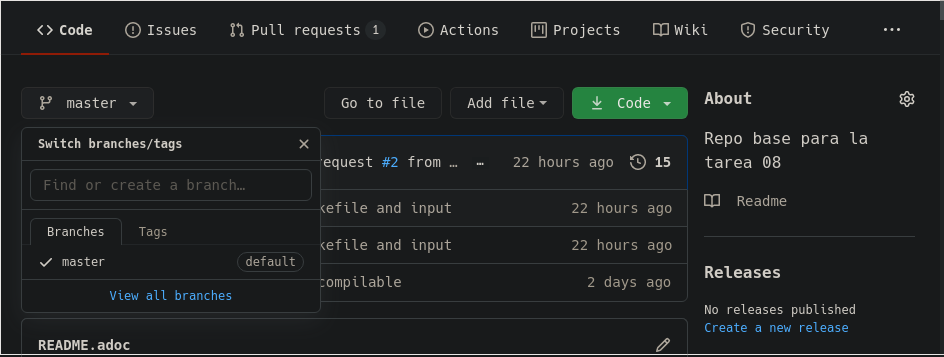 Code Issues Pull requests 1 Actions Projects Wiki Security ...
master Go to file Add file Code
Switch branches/tags
request #2 from … ... 22 hours ago 15
Find or create a branch…
kefile and input 22 hours ago
Branches Tags
kefile and input 22 hours ago
master default
compilable 2 days ago
View all branches
README.adoc
About
Repo base para la
tarea 08
Readme
Releases
No releases published
Create a new release